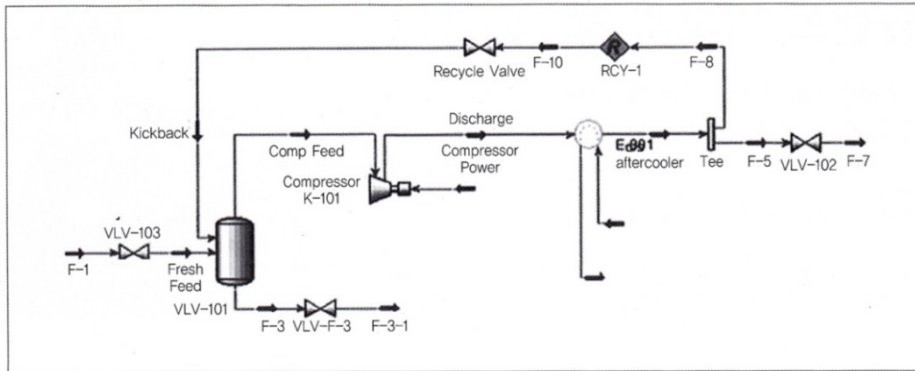 Recycle Valve
F-10
R
RCY-1
F-8
Kickback
Comp Feed
Discharge
Compressor
Power
aftercooler
Tee
F-5
VLV-102
F-7
Compressor
K-101
VLV-103
F-1
Fresh
Feed
VLV-101
F-3
VLV-F-3
F-3-1